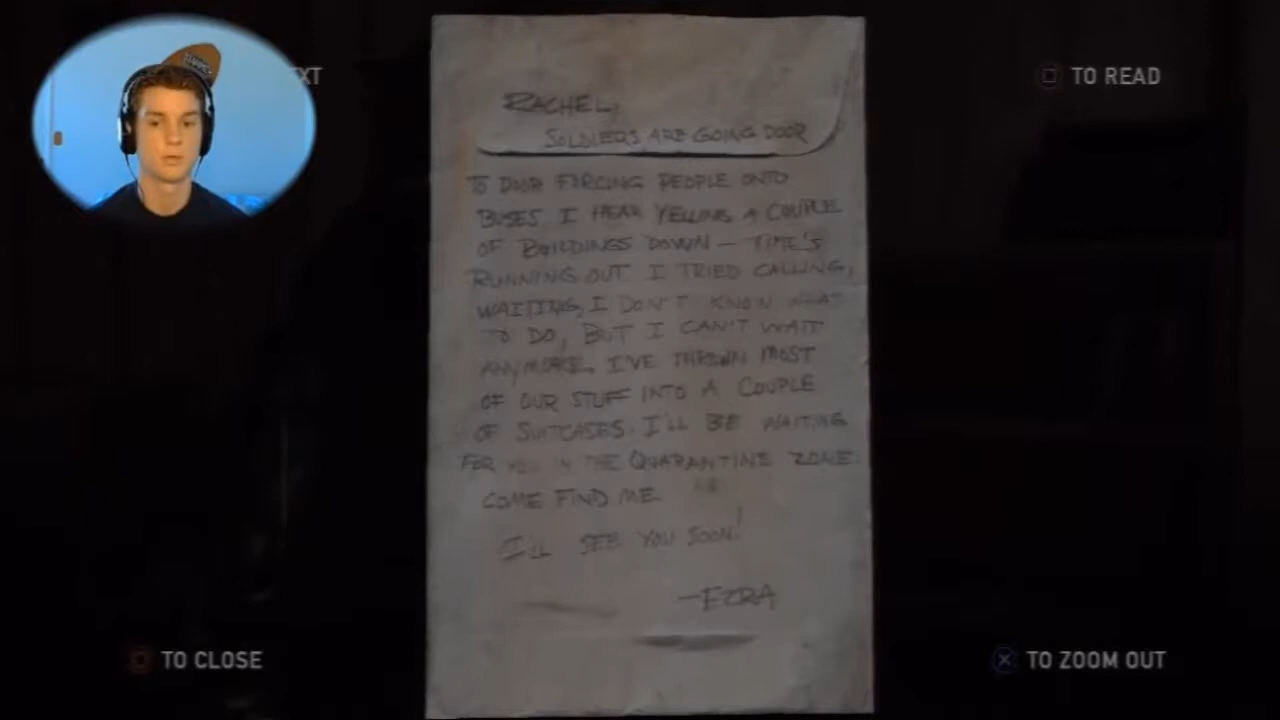 XT
TO READ
RACHEL,
SOLDIERS ARE GOING DOOR
TO DOOR FORCING PEOPLE ONTO
BUSES. I HEAR YELLING A COUPLE
OF BUILDINGS DOWN – TIME'S
RUNNING OUT. I TRIED CALLING,
WAITING, I DON'T KNOW WHAT
TO DO, BUT I CAN'T WAIT
ANYMORE. I'VE THROWN MOST
OF OUR STUFF INTO A COUPLE
OF SUITCASES. I'LL BE WAITING
FOR YOU IN THE QUARANTINE ZONE.
COME FIND ME.
I'LL SEE YOU SOON!
–EZRA
TO CLOSE
TO ZOOM OUT